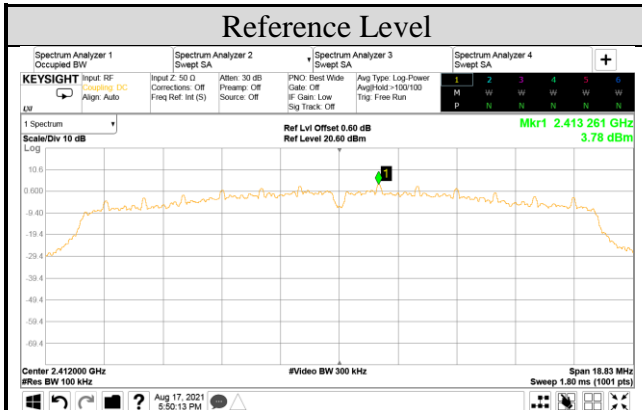 Reference Level
Spectrum Analyzer 1
Occupied BW
Spectrum Analyzer 2
Swept SA
Spectrum Analyzer 3
Swept SA
Spectrum Analyzer 4
Swept SA
+
KEYSIGHT
Input: RF
Coupling: DC
Align: Auto
Input Z: 50 Ω
Corrections: Off
Freq Ref: Int (S)
Atten: 30 dB
Preamp: Off
Source: Off
PNO: Best Wide
Gate: Off
IF Gain: Low
Sig Track: Off
Avg Type: Log-Power
Avg|Hold:>100/100
Trig: Free Run
1 2 3 4 5 6
M W W W W W
P N N N N N
LXI
1 Spectrum
Scale/Div 10 dB
Ref Lvl Offset 0.60 dB
Ref Level 20.60 dBm
Mkr1 2.413 261 GHz
3.78 dBm
Log
1
10.6
0.600
-9.40
-19.4
-29.4
-39.4
-49.4
-59.4
-69.4
Center 2.412000 GHz
#Res BW 100 kHz
#Video BW 300 kHz
Span 18.83 MHz
Sweep 1.80 ms (1001 pts)
?
Aug 17, 2021
5:50:13 PM